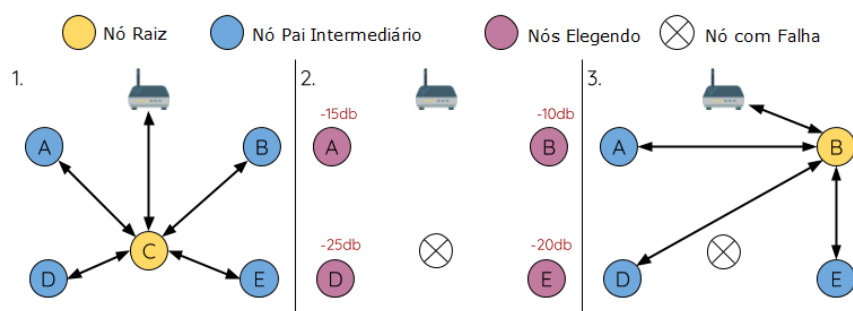 Nó Raiz
Nó Pai Intermediário
Nós Elegendo
Nó com Falha
1.
A
B
C
D
E
2.
-15db
-10db
A
B
-25db
-20db
D
E
3.
A
B
D
E